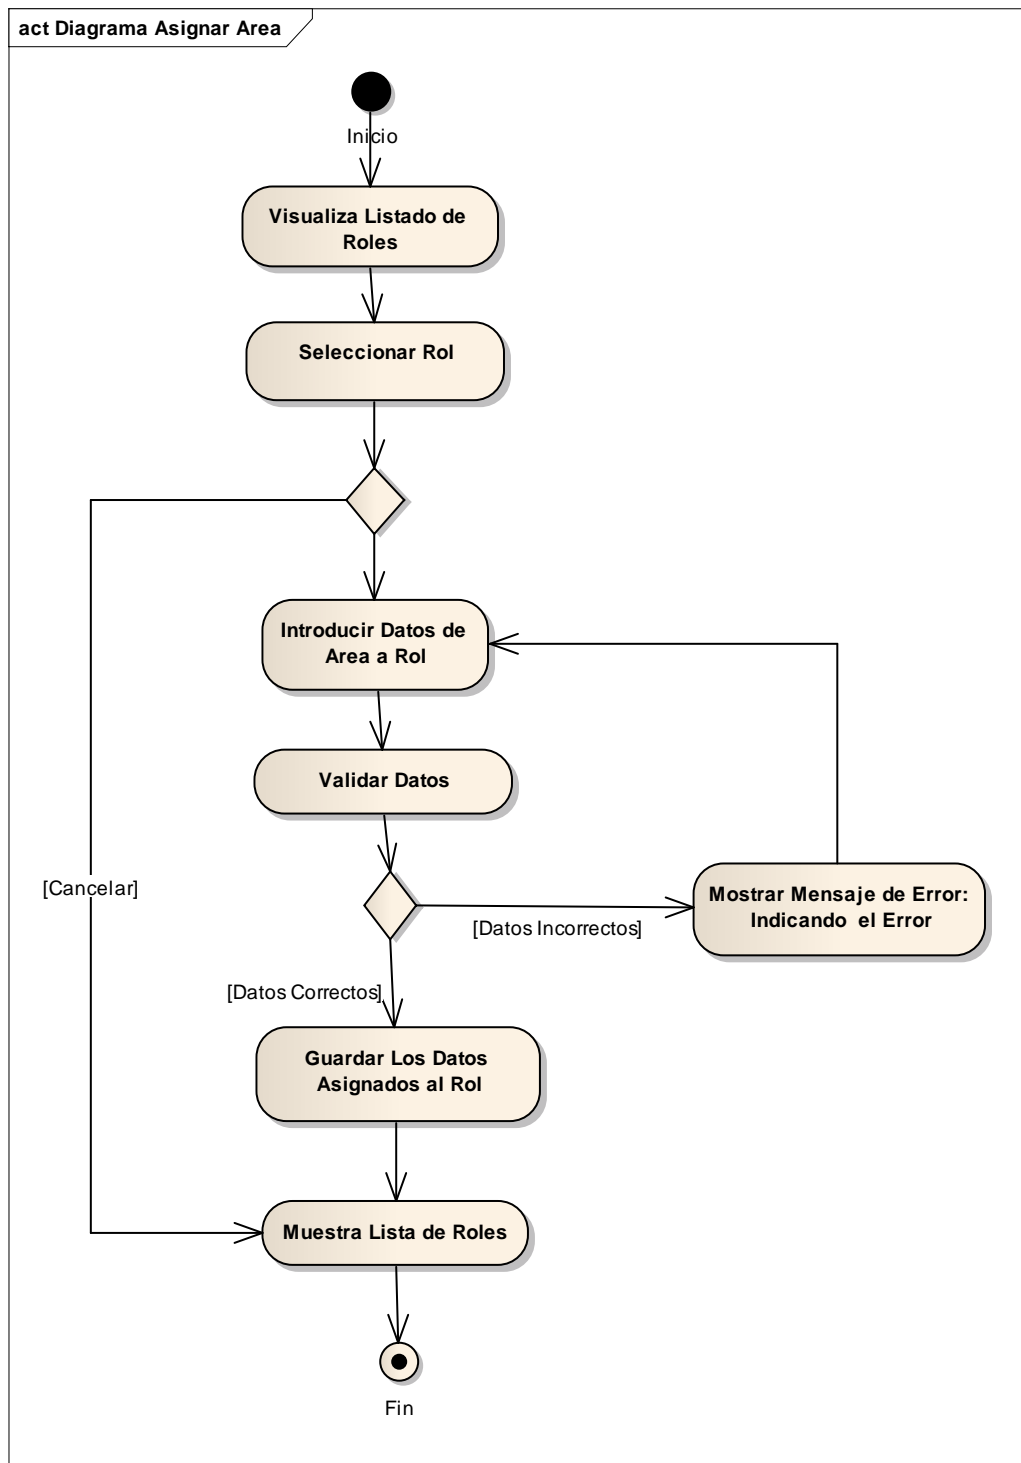 act Diagrama Asignar Area
Inicio
Visualiza Listado de
Roles
Seleccionar Rol
Introducir Datos de
Area a Rol
Validar Datos
[Cancelar]
Mostrar Mensaje de Error:
Indicando el Error
[Datos Incorrectos]
[Datos Correctos]
Guardar Los Datos
Asignados al Rol
Muestra Lista de Roles
Fin